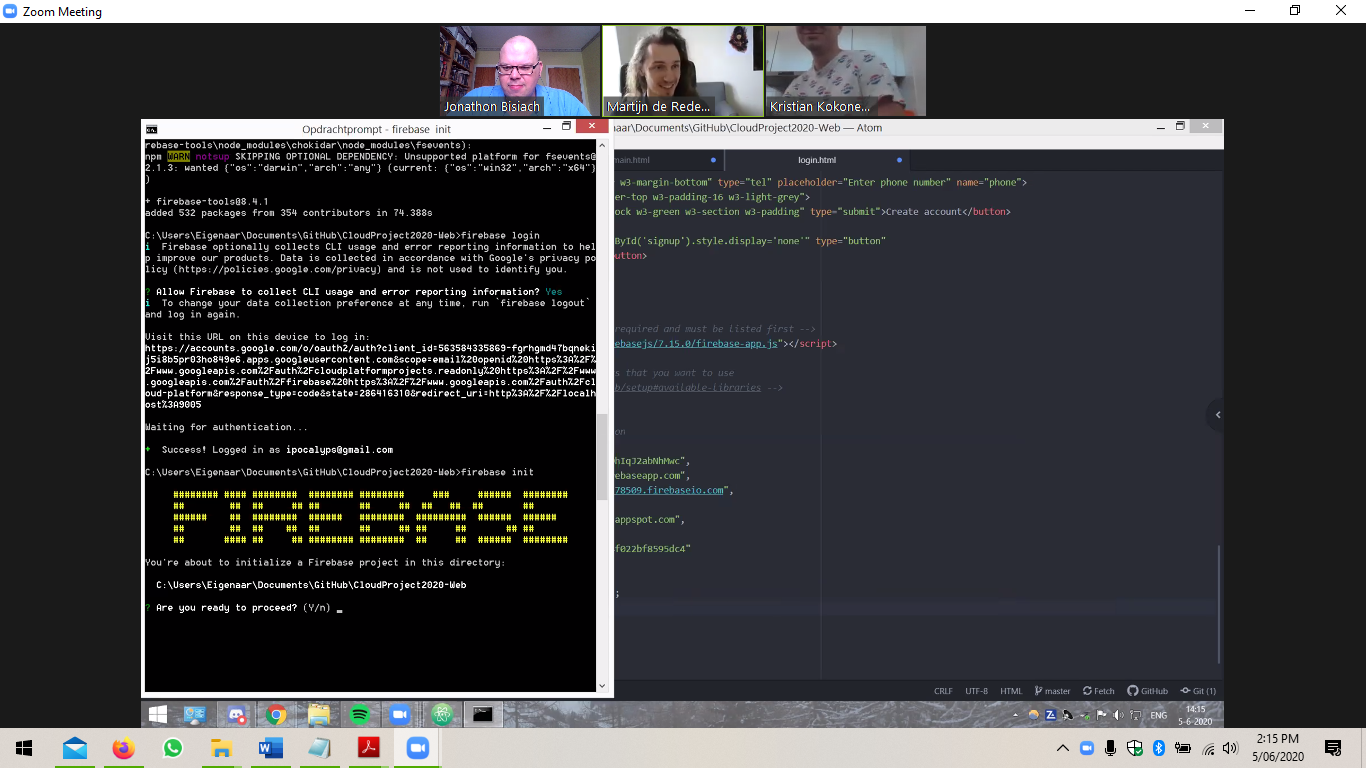 Zoom Meeting
Jonathon Bisiach
Martijn de Rede...
Kristian Kokone...
Opdrachtprompt - firebase init
rebase-tools\node_modules\chokidar\node_modules\fsevents):
npm WARN notsup SKIPPING OPTIONAL DEPENDENCY: Unsupported platform for fsevents@
2.1.3: wanted {"os":"darwin","arch":"any"} (current: {"os":"win32","arch":"x64"}
)
+ firebase-tools@8.4.1
added 532 packages from 354 contributors in 74.388s
C:\Users\Eigenaar\Documents\GitHub\CloudProject2020-Web>firebase login
i  Firebase optionally collects CLI usage and error reporting information to hel
p improve our products. Data is collected in accordance with Google's privacy po
licy (https://policies.google.com/privacy) and is not used to identify you.
? Allow Firebase to collect CLI usage and error reporting information? Yes
i  To change your data collection preference at any time, run `firebase logout`
and log in again.
Visit this URL on this device to log in:
https://accounts.google.com/o/oauth2/auth?client_id=563584335869-fgrhgmd47bqneki
j5i8b5pr03ho849e6.apps.googleusercontent.com&scope=email%20openid%20https%3A%2F%
2Fwww.googleapis.com%2Fauth%2Fcloudplatformprojects.readonly%20https%3A%2F%2Fwww
.googleapis.com%2Fauth%2Ffirebase%20https%3A%2F%2Fwww.googleapis.com%2Fauth%2Fcl
oud-platform&response_type=code&state=286416310&redirect_uri=http%3A%2F%2Flocalh
ost%3A9005
Waiting for authentication...
+  Success! Logged in as ipocalyps@gmail.com
C:\Users\Eigenaar\Documents\GitHub\CloudProject2020-Web>firebase init
FIREBASE
You're about to initialize a Firebase project in this directory:
C:\Users\Eigenaar\Documents\GitHub\CloudProject2020-Web
? Are you ready to proceed? (Y/n) _
naar\Documents\GitHub\CloudProject2020-Web — Atom
main.html
login.html
w3-margin-bottom" type="tel" placeholder="Enter phone number" name="phone">
er-top w3-padding-16 w3-light-grey">
ock w3-green w3-section w3-padding" type="submit">Create account</button>
ById('signup').style.display='none'" type="button"
utton>
required and must be listed first -->
ebasejs/7.15.0/firebase-app.js"></script>
s that you want to use
b/setup#available-libraries -->
on
hIqJ2abNhMwc",
ebaseapp.com",
78509.firebaseio.com",
appspot.com",
f022bf8595dc4"
;
CRLF UTF-8 HTML master Fetch GitHub Git (1)
ENG
14:15
5-6-2020
2:15 PM
5/06/2020